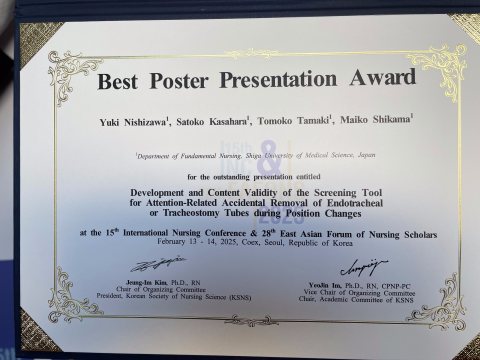 Best Poster Presentation Award
Yuki Nishizawa¹, Satoko Kasahara¹, Tomoko Tamaki¹, Maiko Shikama¹
¹Department of Fundamental Nursing, Shiga University of Medical Science, Japan
for the outstanding presentation entitled
Development and Content Validity of the Screening Tool
for Attention-Related Accidental Removal of Endotracheal
or Tracheostomy Tubes during Position Changes
at the 15th International Nursing Conference & 28th East Asian Forum of Nursing Scholars
February 13 - 14, 2025, Coex, Seoul, Republic of Korea
Jeung-Im Kim, Ph.D., RN
Chair of Organizing Committee
President, Korean Society of Nursing Science (KSNS)
YeoJin Im, Ph.D., RN, CPNP-PC
Vice Chair of Organizing Committee
Chair, Academic Committee of KSNS